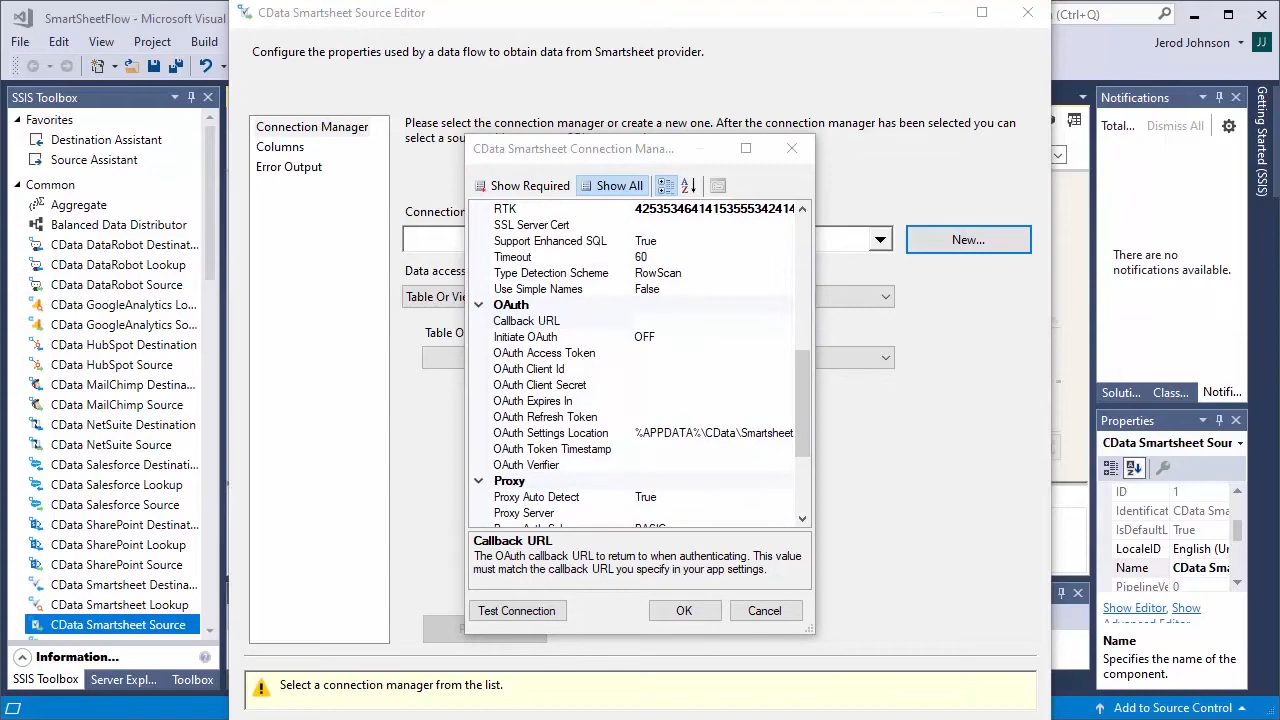 SmartSheetFlow - Microsoft Visual
CData Smartsheet Source Editor
(Ctrl+Q)
File Edit View Project Build
Jerod Johnson
JJ
Configure the properties used by a data flow to obtain data from Smartsheet provider.
SSIS Toolbox
Favorites
Destination Assistant
Source Assistant
Common
Aggregate
Balanced Data Distributor
CData DataRobot Destinat...
CData DataRobot Lookup
CData DataRobot Source
CData GoogleAnalytics Lo...
CData GoogleAnalytics So...
CData HubSpot Destination
CData HubSpot Source
CData MailChimp Destina...
CData MailChimp Source
CData NetSuite Destination
CData NetSuite Source
CData Salesforce Destinati...
CData Salesforce Lookup
CData Salesforce Source
CData SharePoint Destinat...
CData SharePoint Lookup
CData SharePoint Source
CData Smartsheet Destina...
CData Smartsheet Lookup
CData Smartsheet Source
Information...
SSIS Toolbox Server Expl... Toolbox
Connection Manager
Columns
Error Output
Please select the connection manager or create a new one. After the connection manager has been selected you can
select a sou
Connection
New...
Data access
Table Or Vie
Table O
CData Smartsheet Connection Mana...
Show Required Show All
RTK 42535346414153555342414
SSL Server Cert
Support Enhanced SQL True
Timeout 60
Type Detection Scheme RowScan
Use Simple Names False
OAuth
Callback URL
Initiate OAuth OFF
OAuth Access Token
OAuth Client Id
OAuth Client Secret
OAuth Expires In
OAuth Refresh Token
OAuth Settings Location %APPDATA%\CData\Smartsheet
OAuth Token Timestamp
OAuth Verifier
Proxy
Proxy Auto Detect True
Proxy Server
Callback URL
The OAuth callback URL to return to when authenticating. This value
must match the callback URL you specify in your app settings.
Test Connection OK Cancel
Select a connection manager from the list.
Notifications
Total... Dismiss All
There are no
notifications available.
Soluti... Class... Notifi...
Getting Started (SSIS)
Properties
CData Smartsheet Sour
ID 1
Identificat CData Sma
IsDefaultL True
LocaleID English (Un
Name CData Sma
PipelineVe 0
Show Editor, Show
Name
Specifies the name of the
component.
Add to Source Control